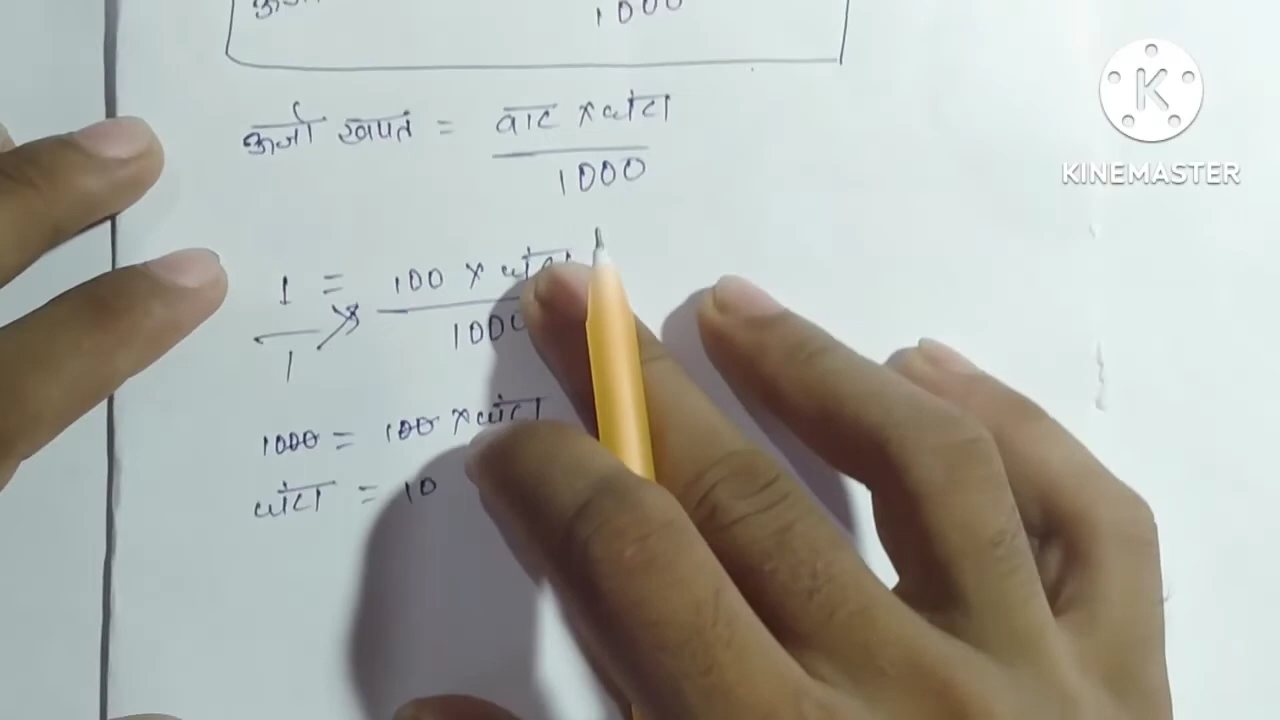 1000
KINEMASTER
ऊर्जा खपत = वाट × घंटा
1000
1 = 100 × घंटा
1 1000
1000 = 100 × घंटा
घंटा = 10